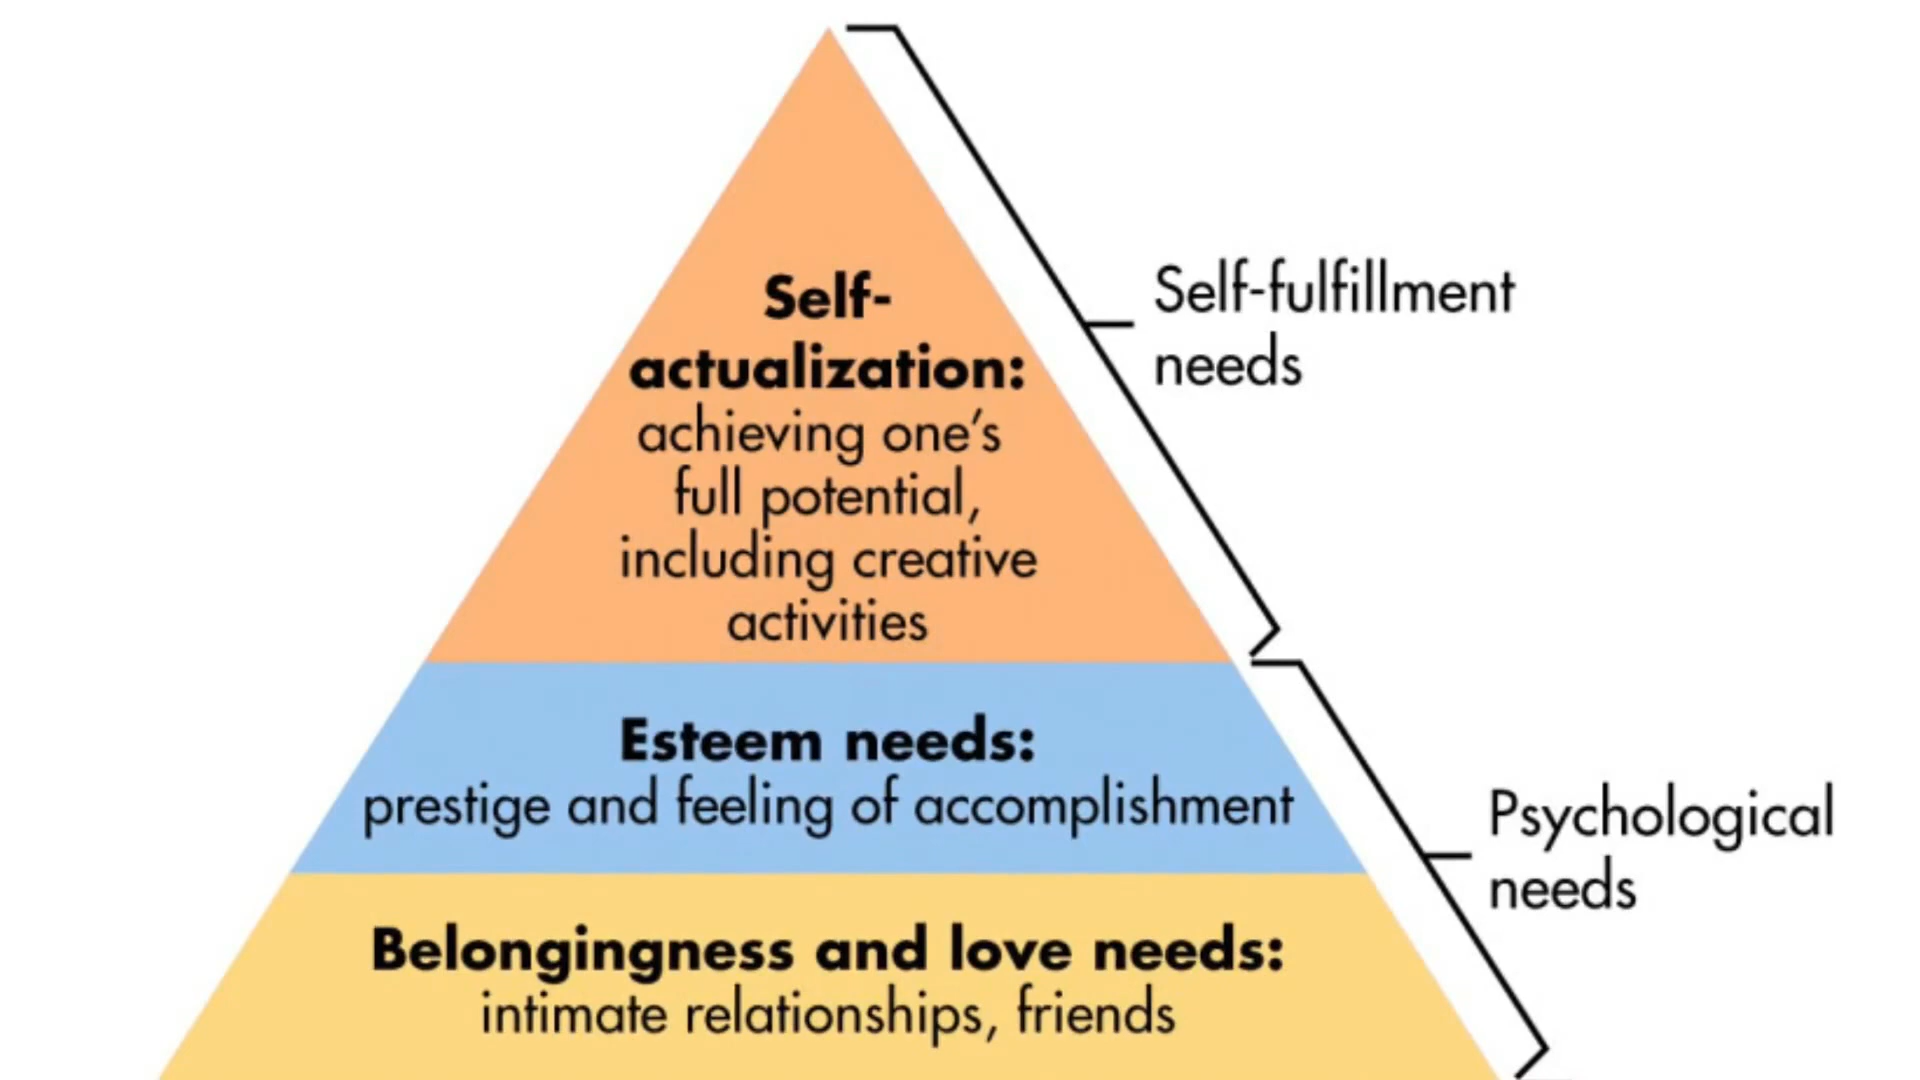 Self-
actualization:
achieving one's
full potential,
including creative
activities
Self-fulfillment
needs
Esteem needs:
prestige and feeling of accomplishment
Psychological
needs
Belongingness and love needs:
intimate relationships, friends